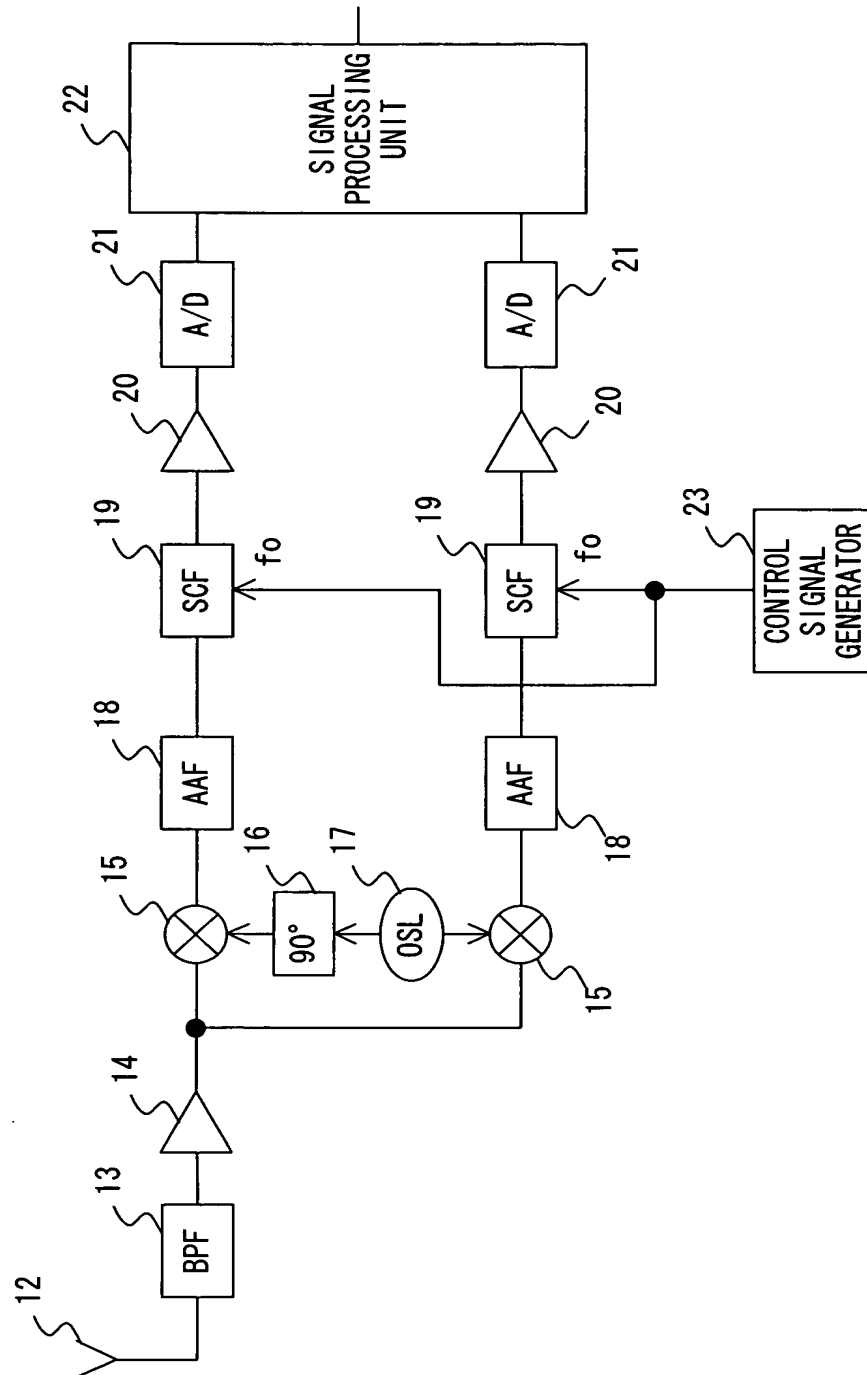 12
13
BPF
14
15
16
90°
17
OSL
15
18
AAF
AAF
18
19
SCF
fo
19
SCF
fo
20
20
21
A/D
A/D
21
22
SIGNAL
PROCESSING
UNIT
23
CONTROL
SIGNAL
GENERATOR